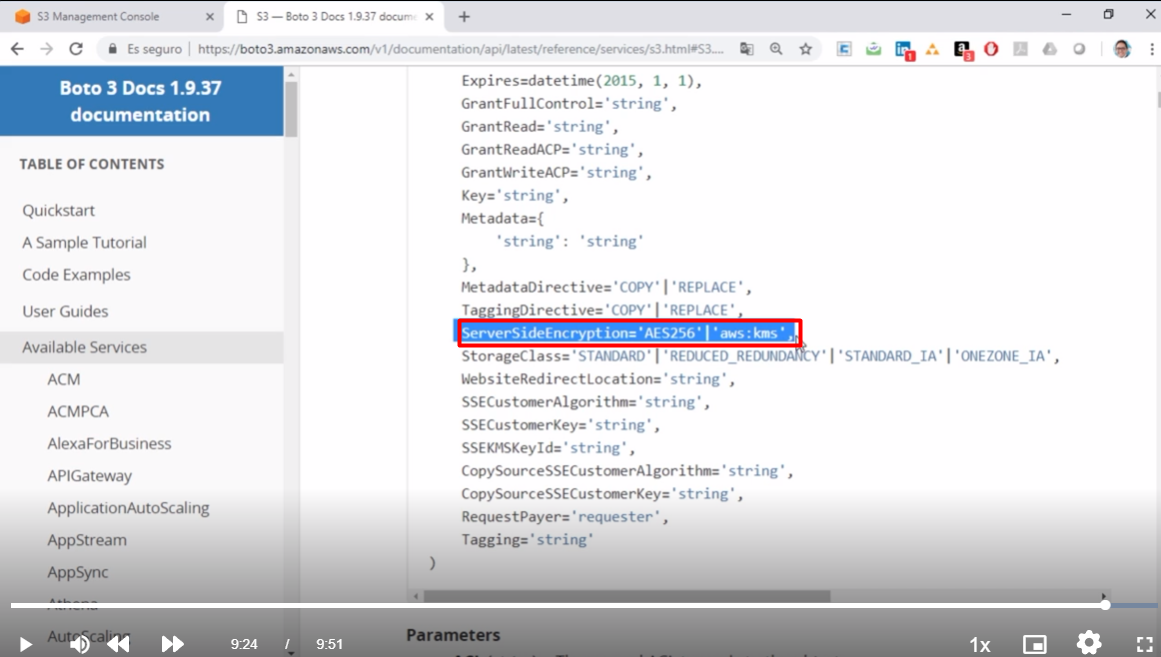 S3 Management Console
S3 — Boto 3 Docs 1.9.37 docume
Es seguro
https://boto3.amazonaws.com/v1/documentation/api/latest/reference/services/s3.html#S3....
1
3
Boto 3 Docs 1.9.37
documentation
TABLE OF CONTENTS
Quickstart
A Sample Tutorial
Code Examples
User Guides
Available Services
ACM
ACMPCA
AlexaForBusiness
APIGateway
ApplicationAutoScaling
AppStream
AppSync
Athena
AutoScaling
Expires=datetime(2015, 1, 1),
GrantFullControl='string',
GrantRead='string',
GrantReadACP='string',
GrantWriteACP='string',
Key='string',
Metadata={
'string': 'string'
},
MetadataDirective='COPY'|'REPLACE',
TaggingDirective='COPY'|'REPLACE',
ServerSideEncryption='AES256'|'aws:kms',
StorageClass='STANDARD'|'REDUCED_REDUNDANCY'|'STANDARD_IA'|'ONEZONE_IA',
WebsiteRedirectLocation='string',
SSECustomerAlgorithm='string',
SSECustomerKey='string',
SSEKMSKeyId='string',
CopySourceSSECustomerAlgorithm='string',
CopySourceSSECustomerKey='string',
RequestPayer='requester',
Tagging='string'
)
Parameters
9:24 / 9:51
1x